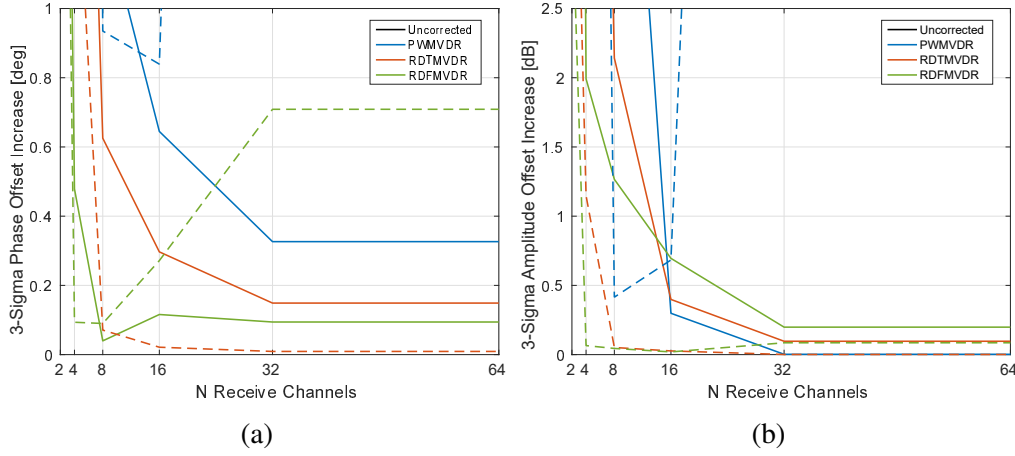 1
0.8
0.6
0.4
0.2
0
3-Sigma Phase Offset Increase [deg]
Uncorrected
PWMVDR
RDTMVDR
RDFMVDR
2 4 8 16 32 64
N Receive Channels
(a)
2.5
2
1.5
1
0.5
0
3-Sigma Amplitude Offset Increase [dB]
Uncorrected
PWMVDR
RDTMVDR
RDFMVDR
2 4 8 16 32 64
N Receive Channels
(b)